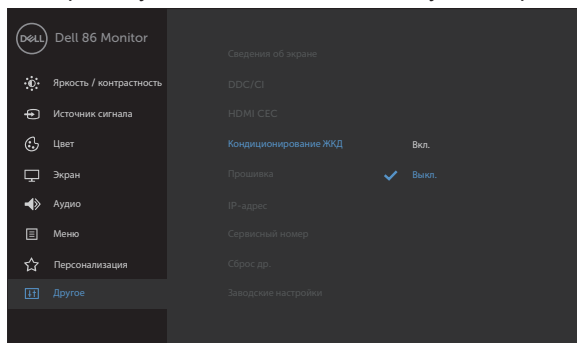 DELL Dell 86 Monitor
Сведения об экране
Яркость / контрастность DDC/CI
Источник сигнала HDMI CEC
Цвет Кондиционирование ЖКД Вкл.
Экран Прошивка Выкл.
Аудио IP-адрес
Меню Сервисный номер
Персонализация Сброс др.
Другое Заводские настройки